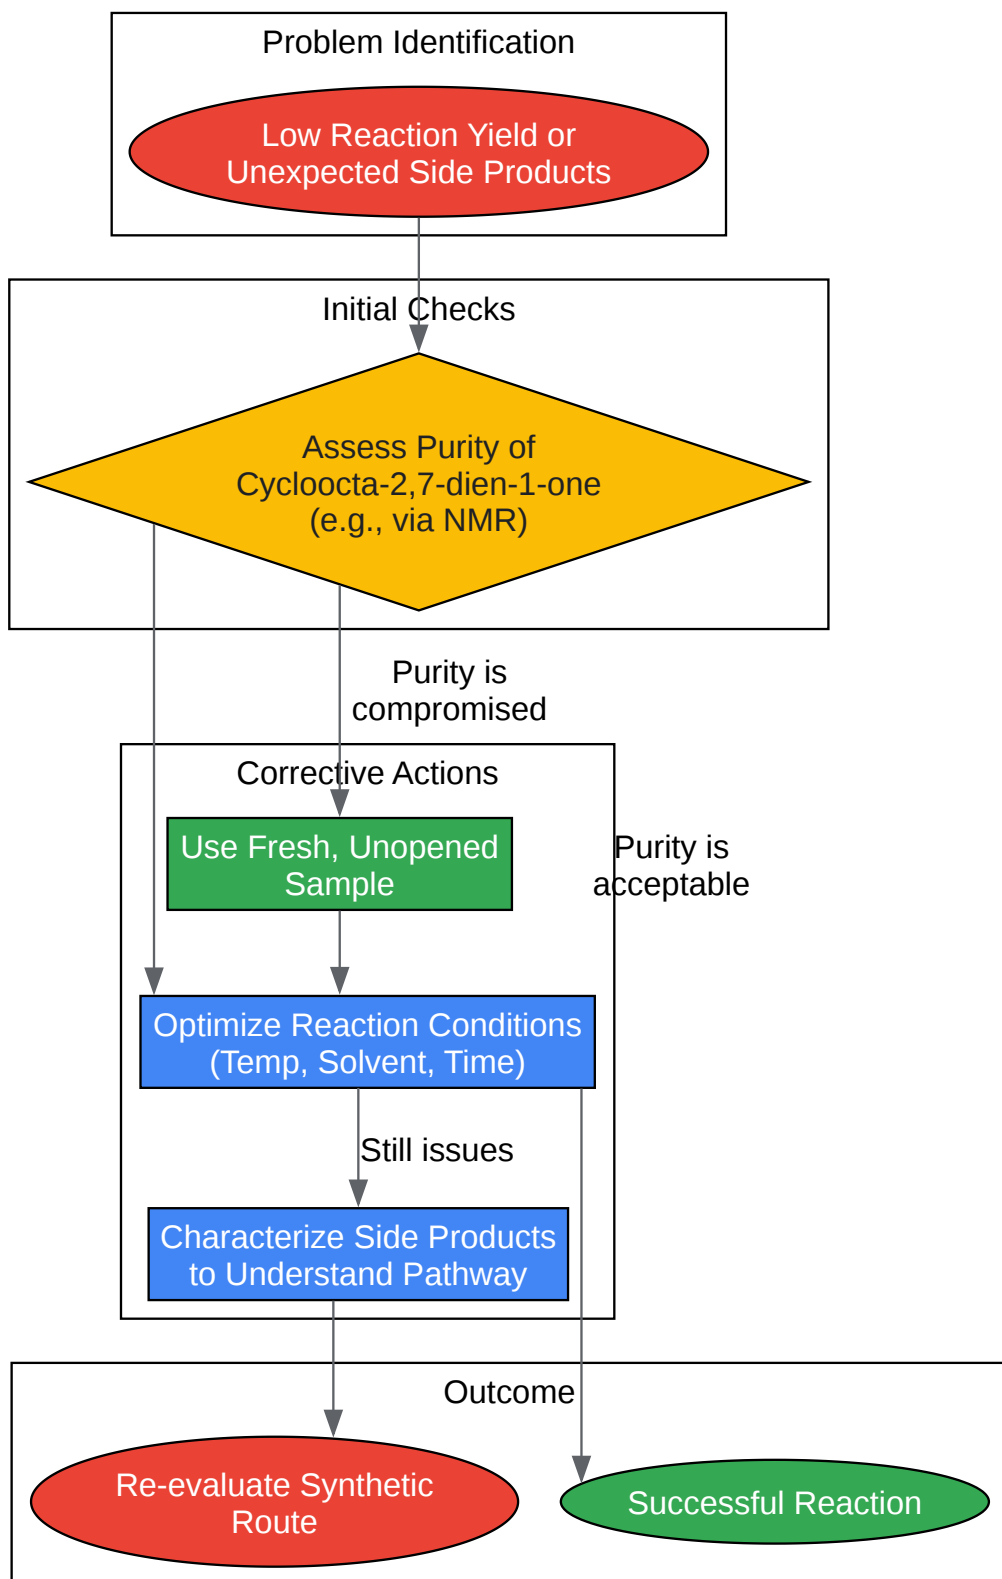 Problem Identification
Low Reaction Yield or
Unexpected Side Products
Initial Checks
Assess Purity of
Cycloocta-2,7-dien-1-one
(e.g., via NMR)
Purity is
compromised
Corrective Actions
Use Fresh, Unopened
Sample
Purity is
acceptable
Optimize Reaction Conditions
(Temp, Solvent, Time)
Still issues
Characterize Side Products
to Understand Pathway
Outcome
Re-evaluate Synthetic
Route
Successful Reaction